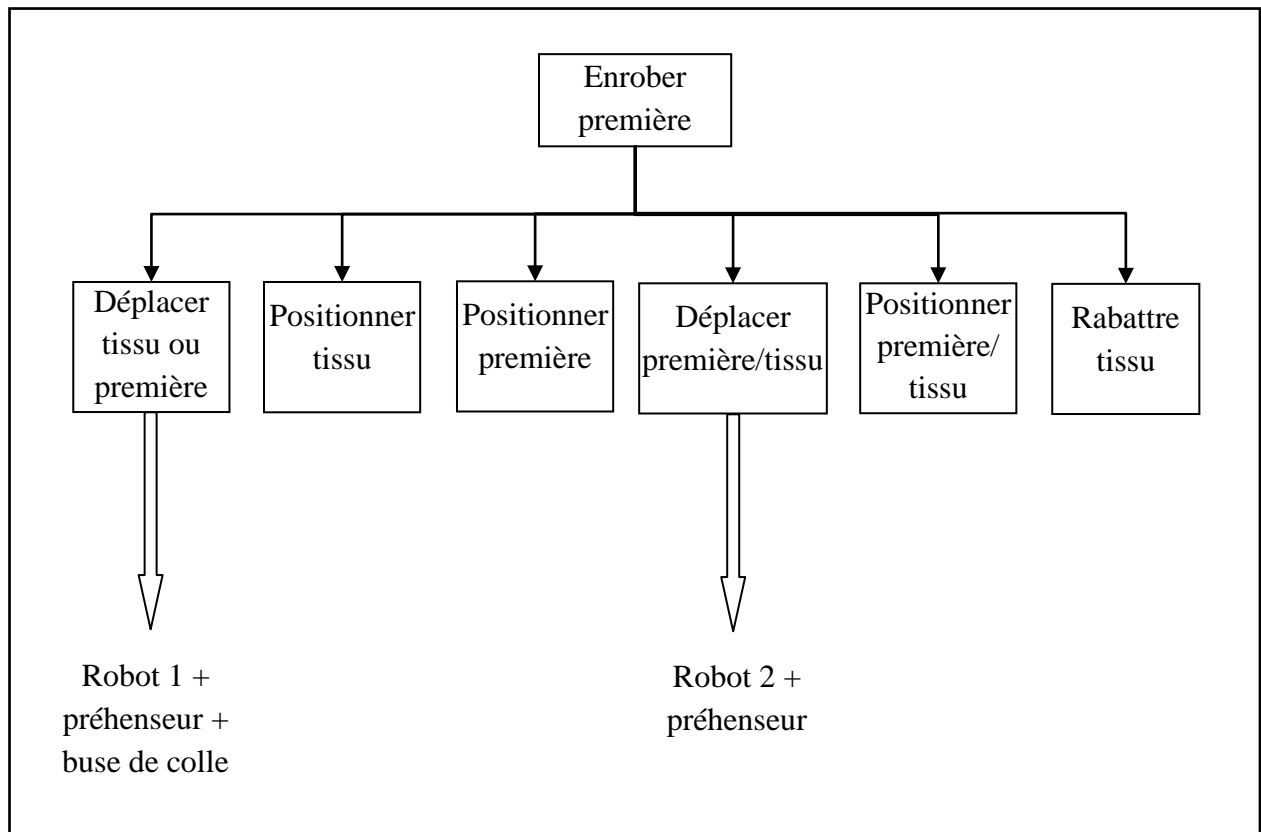 Enrober
première
Déplacer
tissu ou
première
Positionner
tissu
Positionner
première
Déplacer
première/tissu
Positionner
première/
tissu
Rabattre
tissu
Robot 1 +
préhenseur +
buse de colle
Robot 2 +
préhenseur